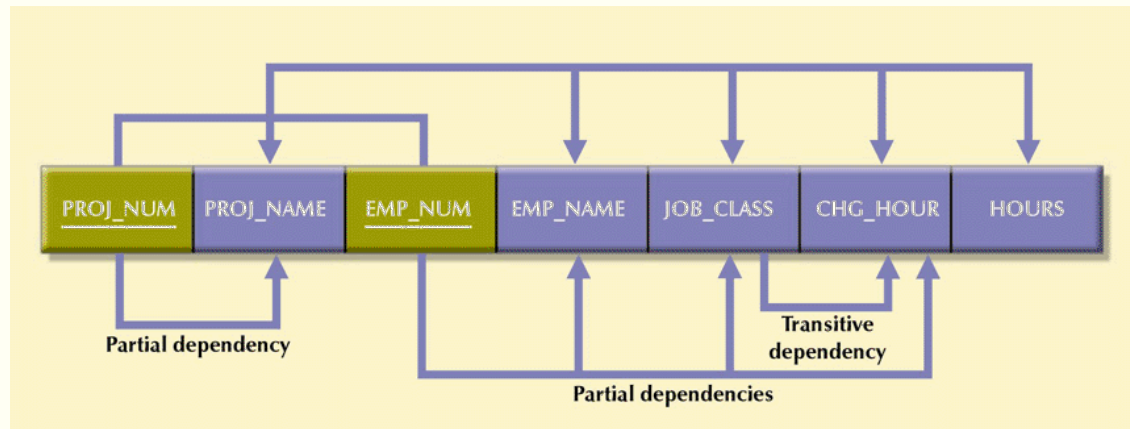 PROJ_NUM PROJ_NAME EMP_NUM EMP_NAME JOB_CLASS CHG_HOUR HOURS
Partial dependency
Transitive
dependency
Partial dependencies